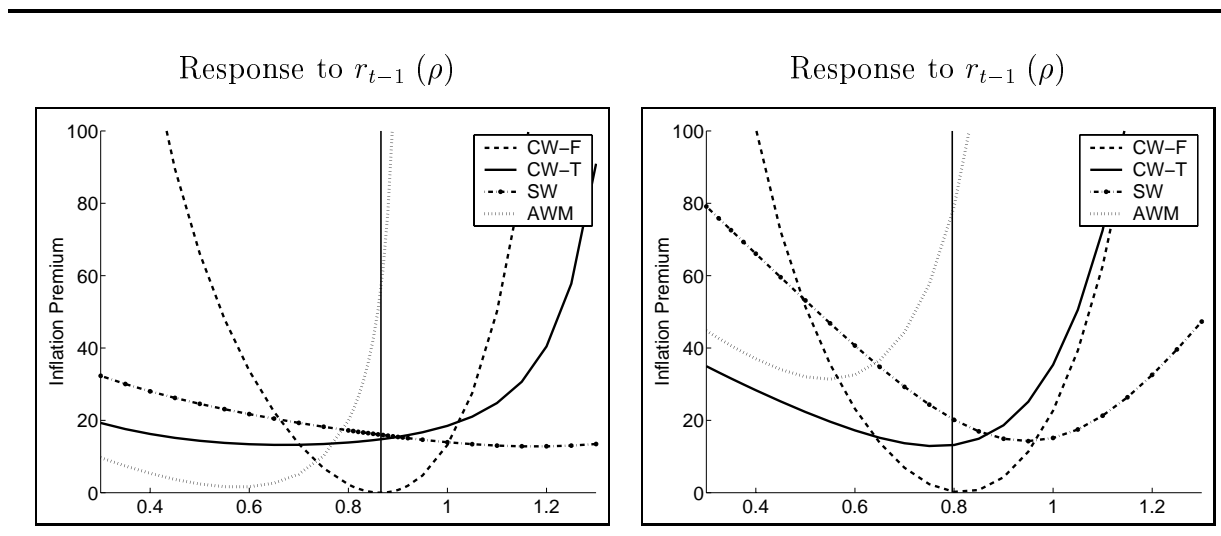 Response to r_{t−1} (ρ)
Inflation Premium
100
80
60
40
20
0
0.4
0.6
0.8
1
1.2
CW−F
CW−T
SW
AWM
Response to r_{t−1} (ρ)
Inflation Premium
100
80
60
40
20
0
0.4
0.6
0.8
1
1.2
CW−F
CW−T
SW
AWM